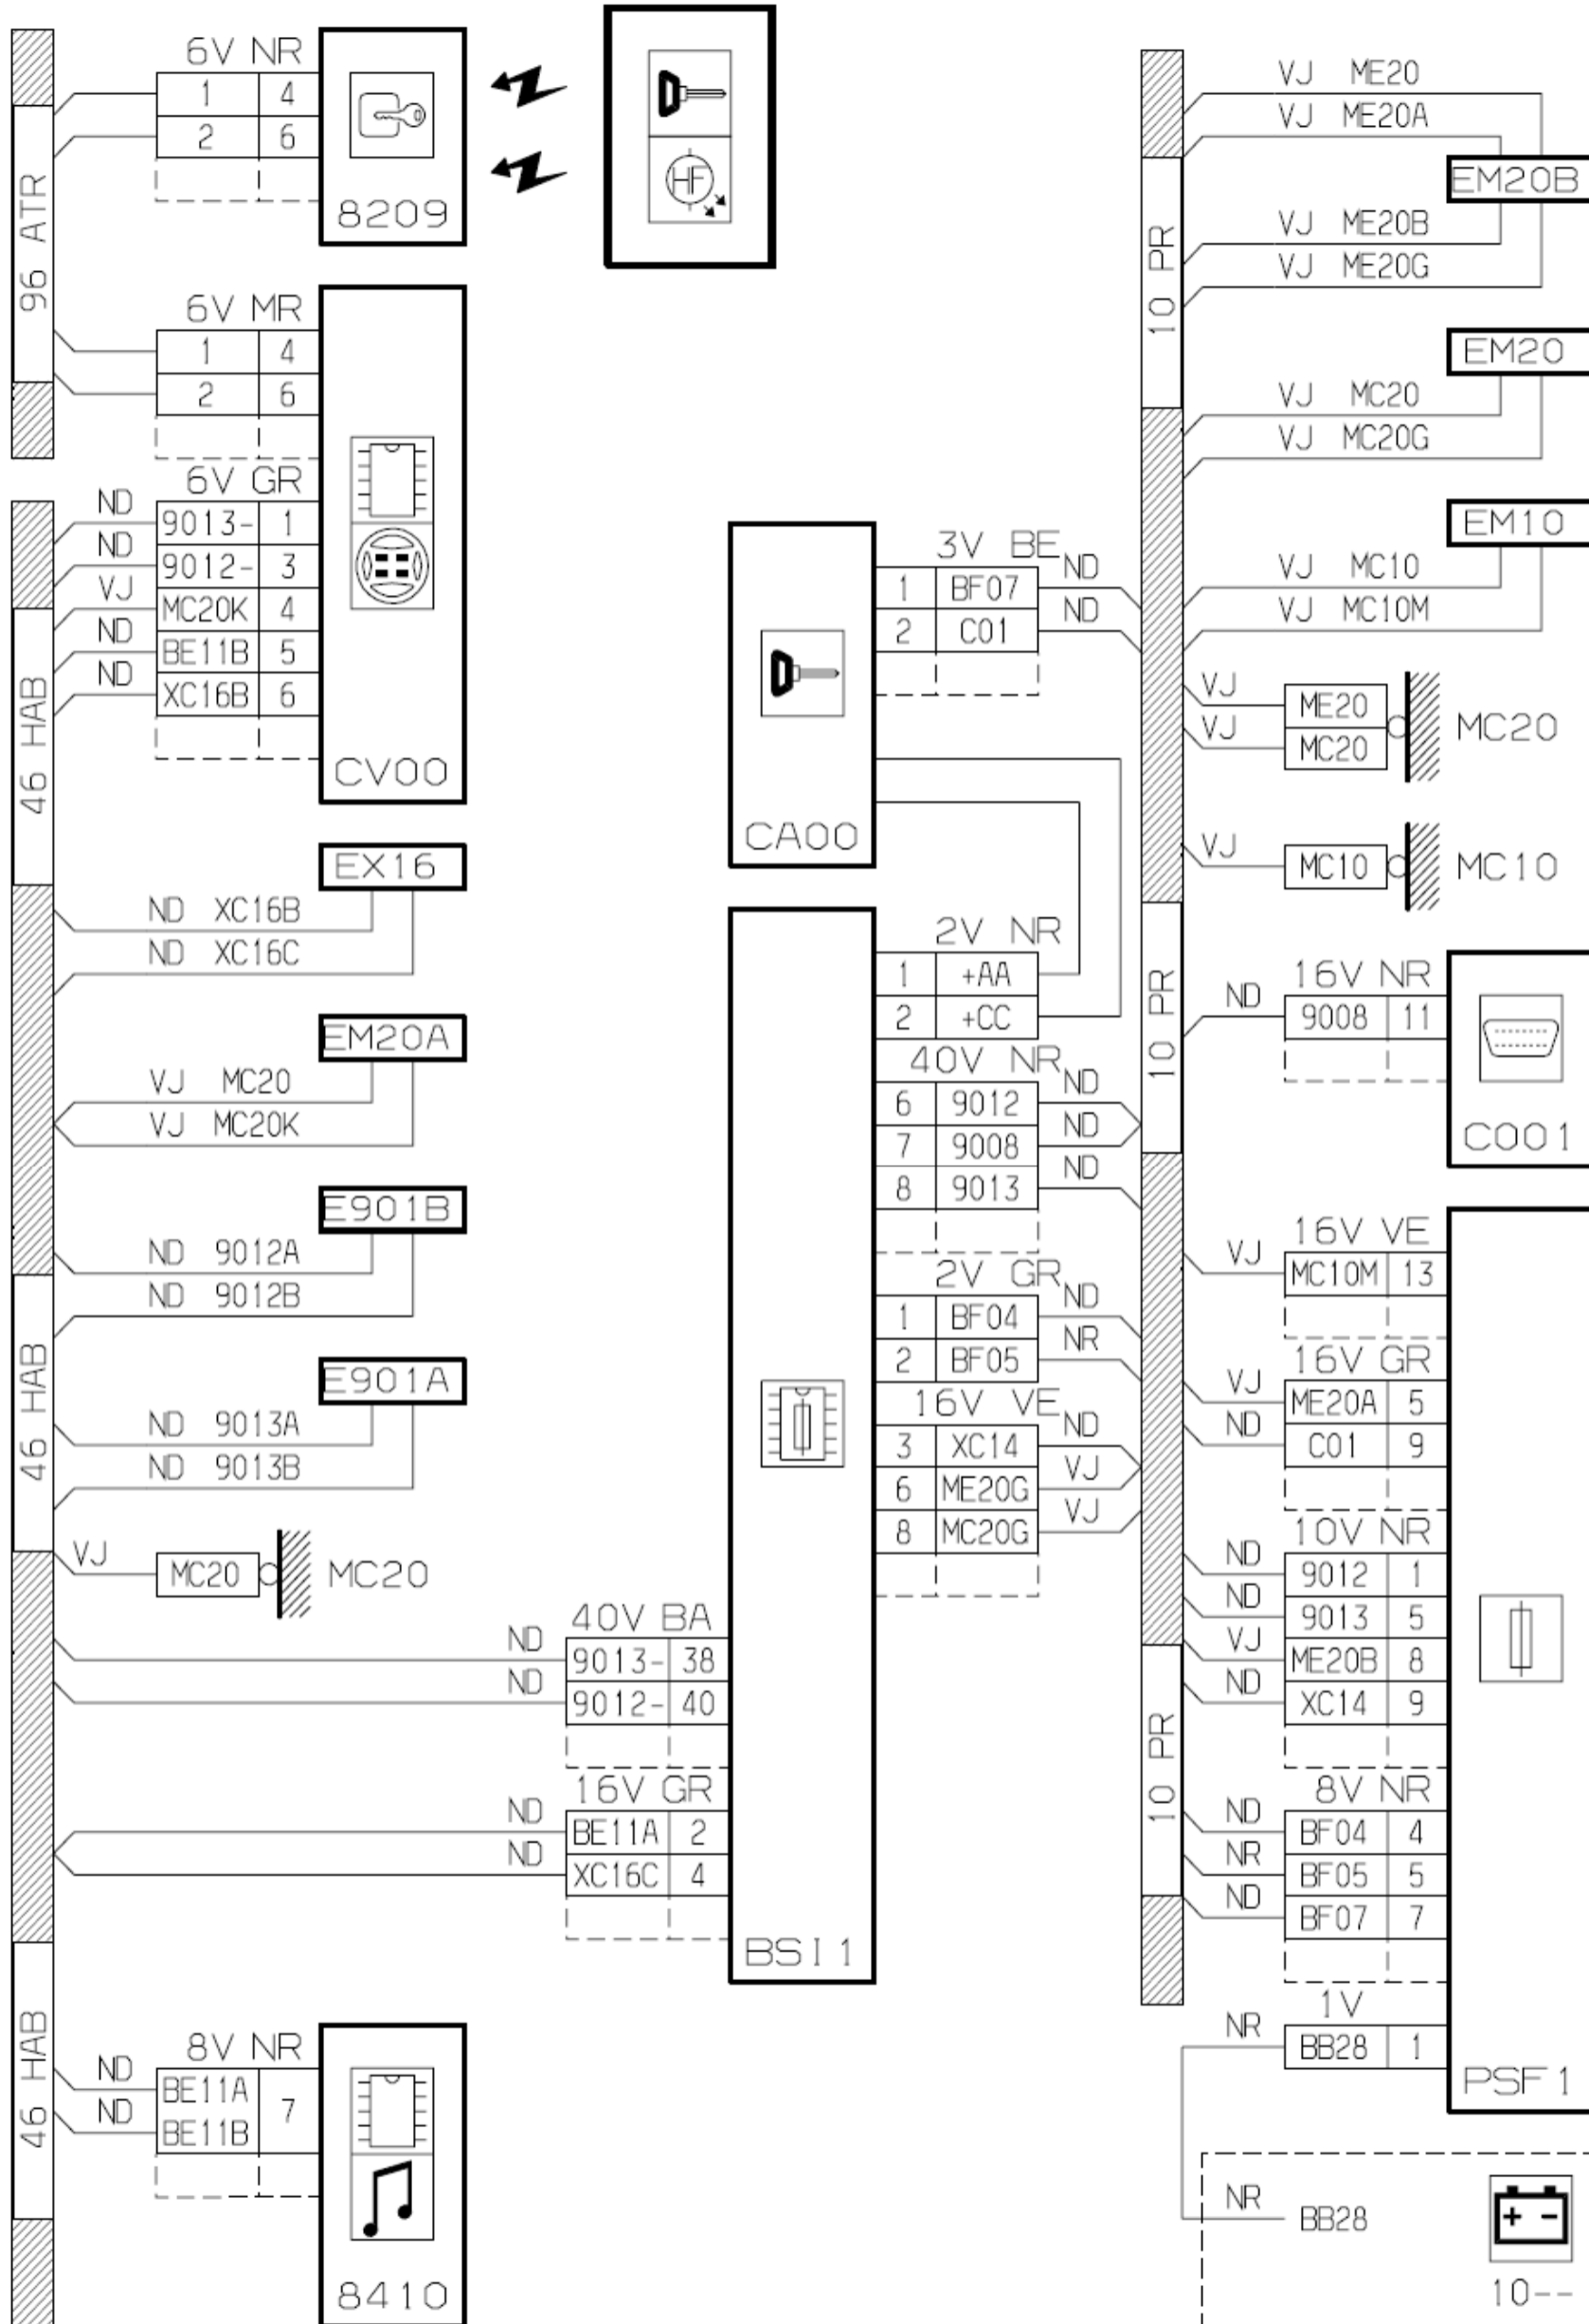 6V NR
1 4
2 6
8209
96 ATR
6V MR
1 4
2 6
6V GR
ND 9013- 1
ND 9012- 3
VJ MC20K 4
ND BE11B 5
ND XC16B 6
CV00
46 HAB
EX16
ND XC16B
ND XC16C
EM20A
VJ MC20
VJ MC20K
E901B
ND 9012A
ND 9012B
46 HAB
E901A
ND 9013A
ND 9013B
VJ MC20 MC20
46 HAB
8V NR
ND BE11A
7
ND BE11B
8410
HF
3V BE
1 BF07 ND
2 C01 ND
CA00
2V NR
1 +AA
2 +CC
40V NR
6 9012 ND
7 9008 ND
8 9013 ND
2V GR
1 BF04 ND
2 BF05 NR
16V VE
3 XC14 ND
6 ME20G VJ
8 MC20G VJ
40V BA
ND 9013- 38
ND 9012- 40
16V GR
ND BE11A 2
ND XC16C 4
BSI1
VJ ME20
VJ ME20A
EM20B
VJ ME20B
VJ ME20G
10 PR
EM20
VJ MC20
VJ MC20G
EM10
VJ MC10
VJ MC10M
VJ ME20
VJ MC20
MC20
VJ MC10 MC10
10 PR
16V NR
ND 9008 11
C001
16V VE
VJ MC10M 13
16V GR
VJ ME20A 5
ND C01 9
10V NR
ND 9012 1
ND 9013 5
VJ ME20B 8
ND XC14 9
10 PR
8V NR
ND BF04 4
NR BF05 5
ND BF07 7
1V
NR BB28 1
PSF1
NR BB28
+ -
10--